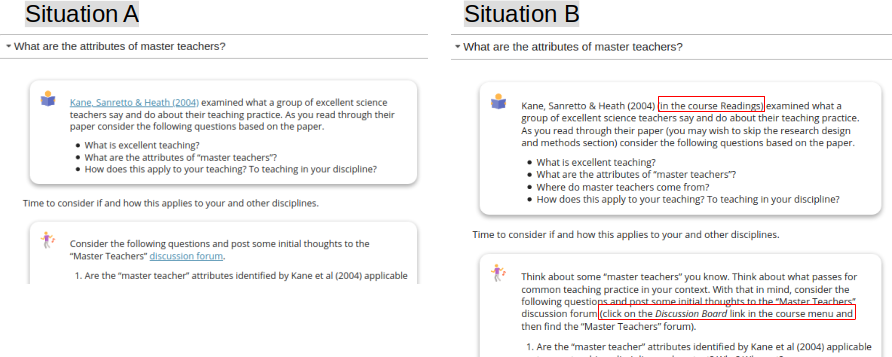 Situation A
What are the attributes of master teachers?
Kane, Sanretto & Heath (2004) examined what a group of excellent science
teachers say and do about their teaching practice. As you read through their
paper consider the following questions based on the paper.
What is excellent teaching?
What are the attributes of “master teachers”?
How does this apply to your teaching? To teaching in your discipline?
Time to consider if and how this applies to your and other disciplines.
Consider the following questions and post some initial thoughts to the
“Master Teachers” discussion forum.
1. Are the “master teacher” attributes identified by Kane et al (2004) applicable
Situation B
What are the attributes of master teachers?
Kane, Sanretto & Heath (2004) (in the course Readings) examined what a
group of excellent science teachers say and do about their teaching practice.
As you read through their paper (you may wish to skip the research design
and methods section) consider the following questions based on the paper.
What is excellent teaching?
What are the attributes of “master teachers”?
Where do master teachers come from?
How does this apply to your teaching? To teaching in your discipline?
Time to consider if and how this applies to your and other disciplines.
Think about some “master teachers” you know. Think about what passes for
common teaching practice in your context. With that in mind, consider the
following questions and post some initial thoughts to the “Master Teachers”
discussion forum (click on the Discussion Board link in the course menu and
then find the “Master Teachers” forum).
1. Are the “master teacher” attributes identified by Kane et al (2004) applicable